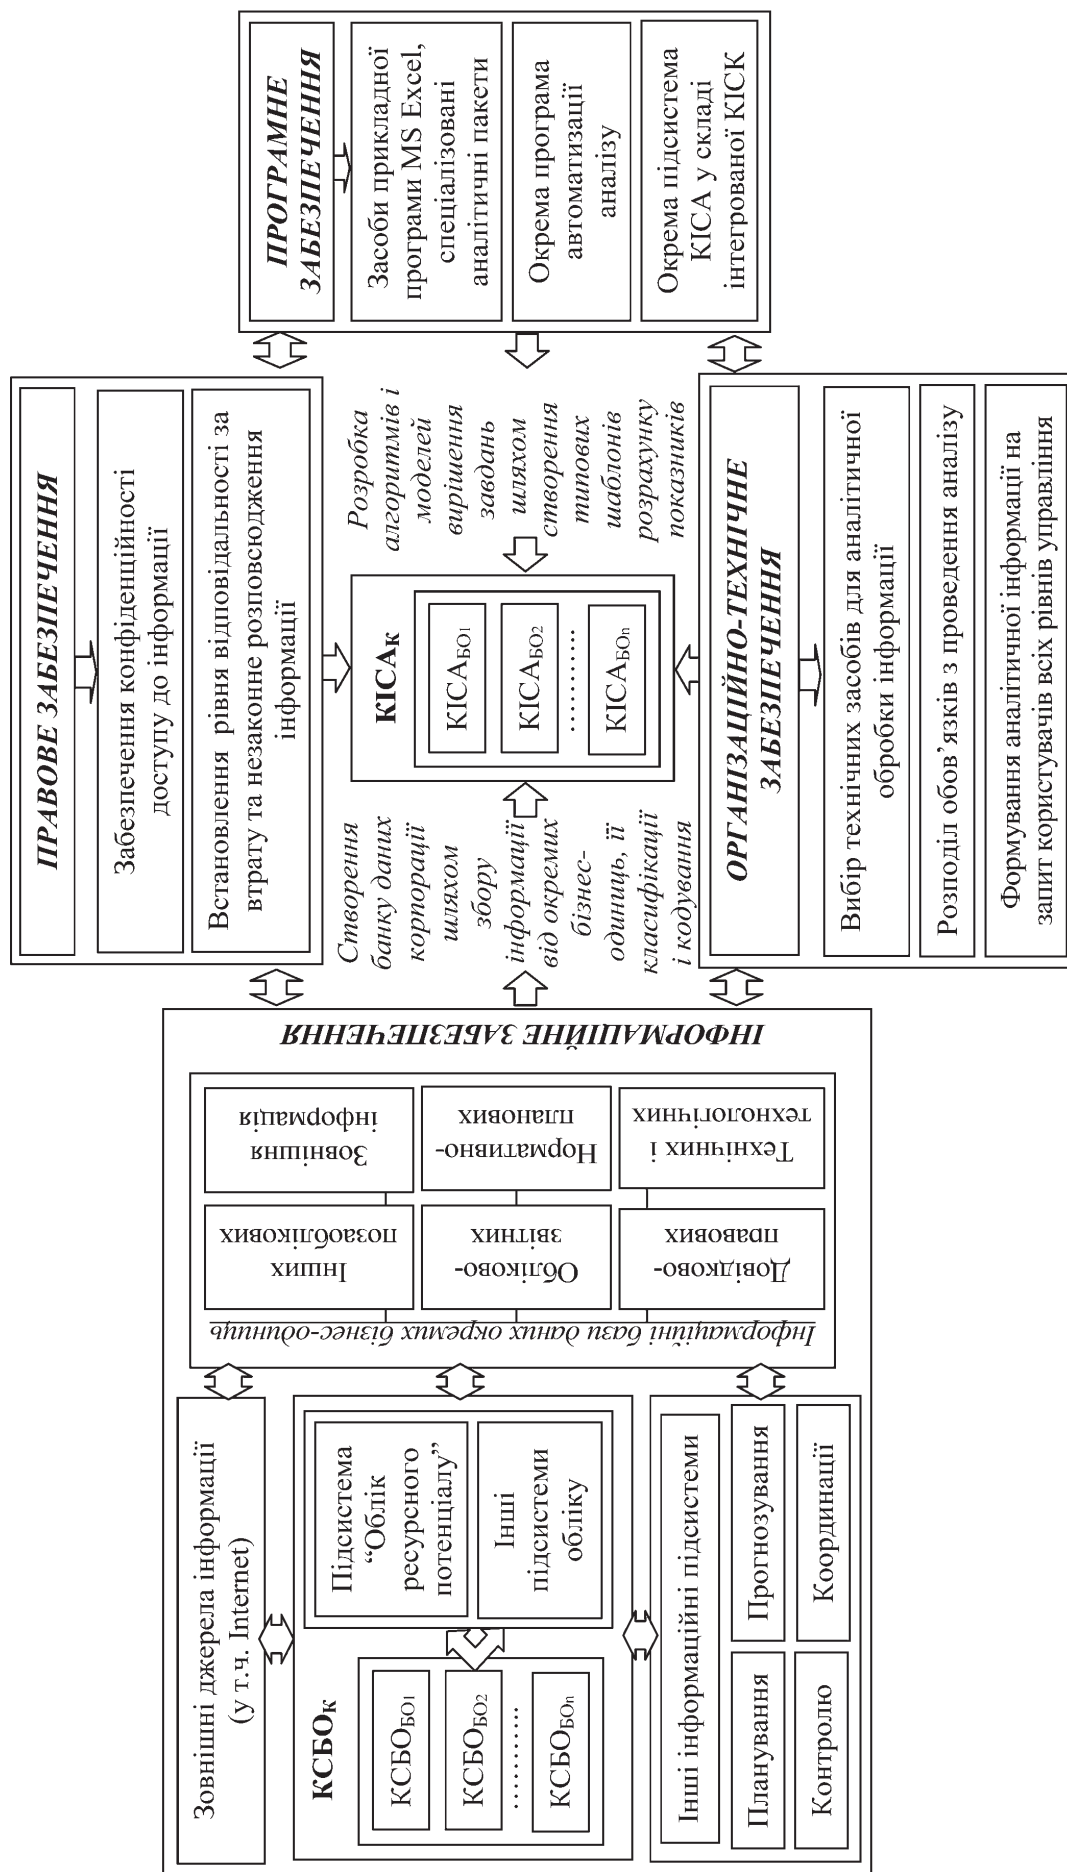 Зовнішні джерела інформації
(у т.ч. Internet)
КСБОК
КСБОБО1
КСБОБО2
...........
КСБОБОn
Підсистема
“Облік
ресурсного
потенціалу”
Інші
підсистеми
обліку
Інші інформаційні підсистеми
Планування
Прогнозування
Контролю
Координації
ІНФОРМАЦІЙНЕ ЗАБЕЗПЕЧЕННЯ
Інформаційні бази даних окремих бізнес-одиниць
Інших
позаоблікових
Зовнішня
інформація
Обліково-
звітних
Нормативно-
планових
Довідково-
правових
Технічних і
технологічних
ПРАВОВЕ ЗАБЕЗПЕЧЕННЯ
Забезпечення конфіденційності
доступу до інформації
Встановлення рівня відповідальності за
втрату та незаконне розповсюдження
інформації
Створення
банку даних
корпорації
шляхом
збору
інформації
від окремих
бізнес-
одиниць, її
класифікації
і кодування
КІСАК
КІСАБО1
КІСАБО2
...........
КІСАБОn
Розробка
алгоритмів і
моделей
вирішення
завдань
шляхом
створення
типових
шаблонів
розрахунку
показників
ОРГАНІЗАЦІЙНО-ТЕХНІЧНЕ
ЗАБЕЗПЕЧЕННЯ
Вибір технічних засобів для аналітичної
обробки інформації
Розподіл обов’язків з проведення аналізу
Формування аналітичної інформації на
запит користувачів всіх рівнів управління
ПРОГРАМНЕ
ЗАБЕЗПЕЧЕННЯ
Засоби прикладної
програми MS Excel,
спеціалізовані
аналітичні пакети
Окрема програма
автоматизації
аналізу
Окрема підсистема
КІСА у складі
інтегрованої КІСК